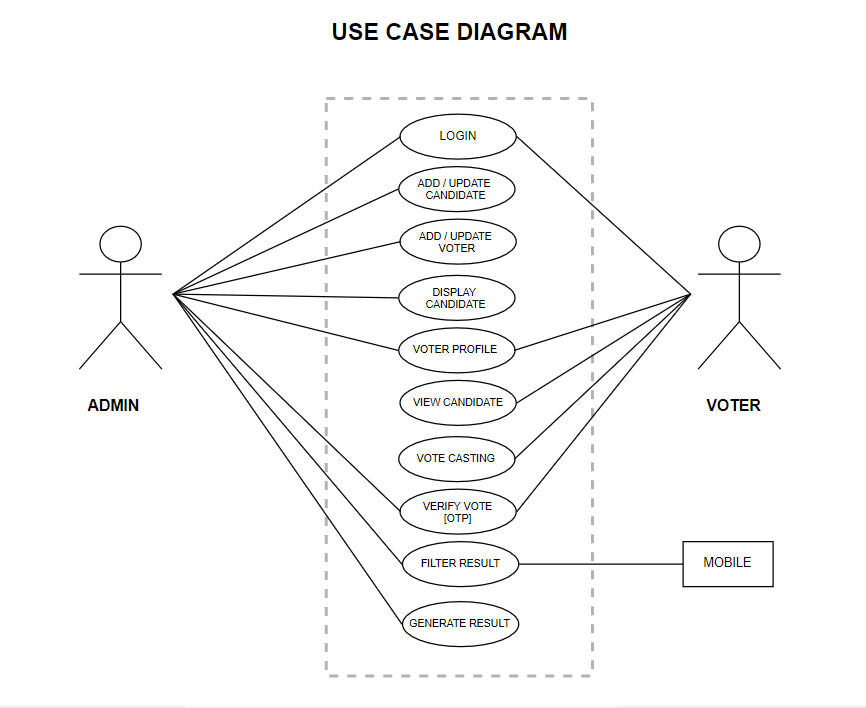 USE CASE DIAGRAM
LOGIN
ADD / UPDATE
CANDIDATE
ADD / UPDATE
VOTER
DISPLAY
CANDIDATE
VOTER PROFILE
VIEW CANDIDATE
ADMIN
VOTER
VOTE CASTING
VERIFY VOTE
[OTP]
FILTER RESULT
MOBILE
GENERATE RESULT